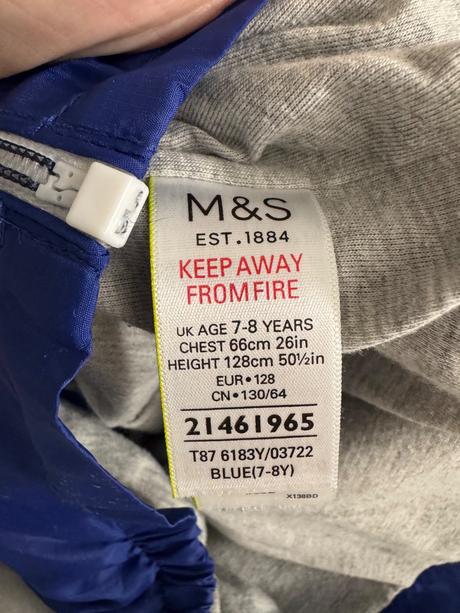 M&S
EST.1884
KEEP AWAY
FROM FIRE
UK AGE 7-8 YEARS
CHEST 66cm 26in
HEIGHT 128cm 50½in
EUR•128
CN•130/64
21461965
T87 6183Y/03722
BLUE(7-8Y)
X138BD